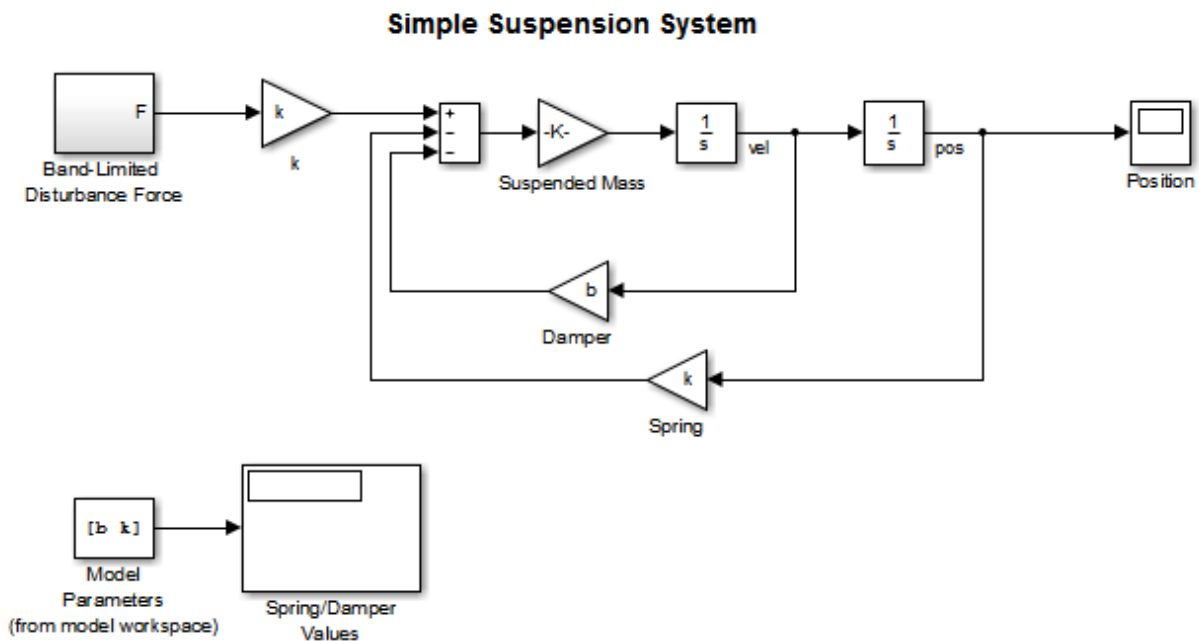 Simple Suspension System
F
Band-Limited
Disturbance Force
k
k
+
−
−
-K-
Suspended Mass
1
s
vel
1
s
pos
Position
b
Damper
k
Spring
[b k]
Model
Parameters
(from model workspace)
Spring/Damper
Values